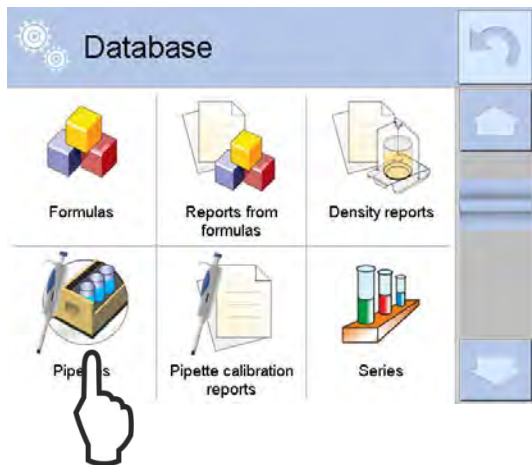 Database
Formulas
Reports from
formulas
Density reports
Pipette calibration
reports
Series